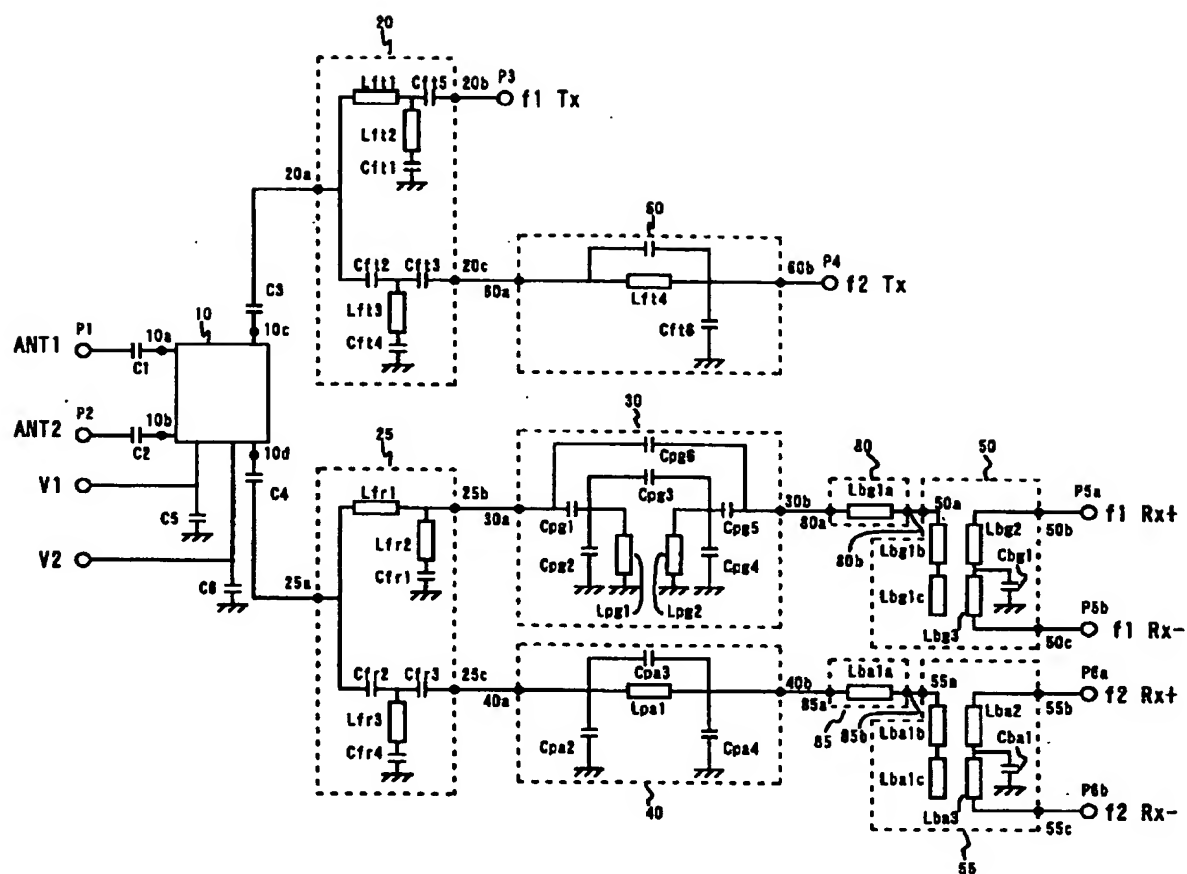 20
Lft1
Cft5
20b
P3
f1 Tx
Lft2
Cft1
20a
60
Cft2
Cft3
20c
60a
Lft4
60b
P4
f2 Tx
Lft3
Cft4
Cft6
C3
10
10c
ANT1
P1
10a
C1
ANT2
P2
10b
C2
10d
C4
V1
C5
V2
C6
25
Lfr1
25b
Lfr2
Cfr1
25a
Cfr2
Cfr3
25c
Lfr3
Cfr4
30
Cpg6
Cpg3
30a
Cpg1
Cpg5
30b
Cpg2
Cpg4
Lpg1
Lpg2
80
Lbg1a
80a
80b
50
50a
Lbg2
P5a
f1 Rx+
50b
Lbg1b
Cbg1
Lbg1c
Lbg3
P5b
f1 Rx-
50c
Cpa3
40a
Lpa1
40b
Cpa2
Cpa4
40
Lba1a
85a
85
85b
55a
Lba2
P6a
f2 Rx+
55b
Lba1b
Cba1
Lba1c
Lba3
P6b
f2 Rx-
55c
55